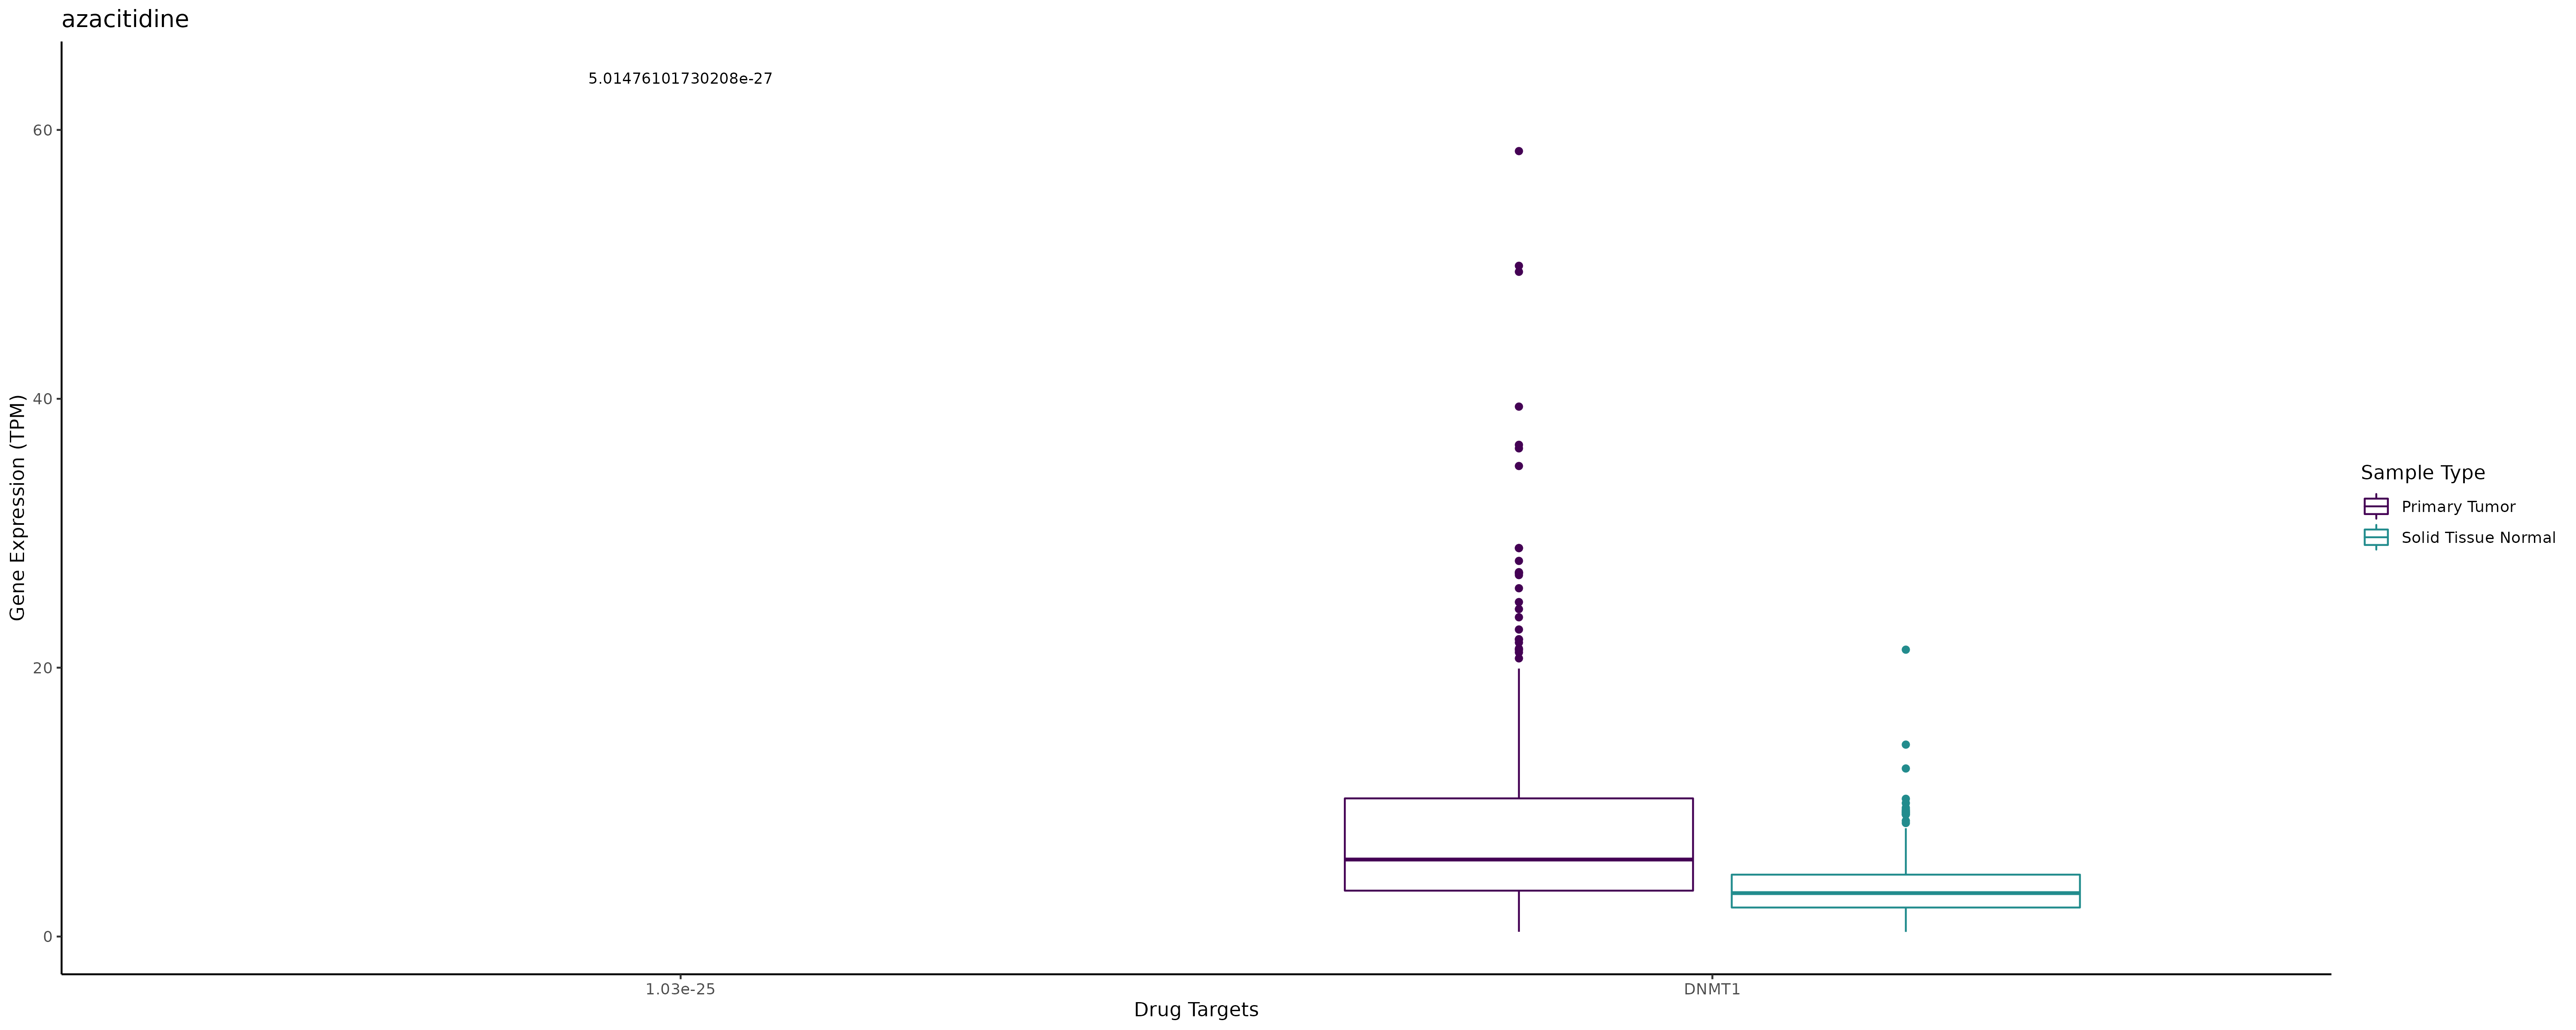 azacitidine
5.01476101730208e-27
60
40
20
0
Gene Expression (TPM)
1.03e-25
DNMT1
Drug Targets
Sample Type
Primary Tumor
Solid Tissue Normal